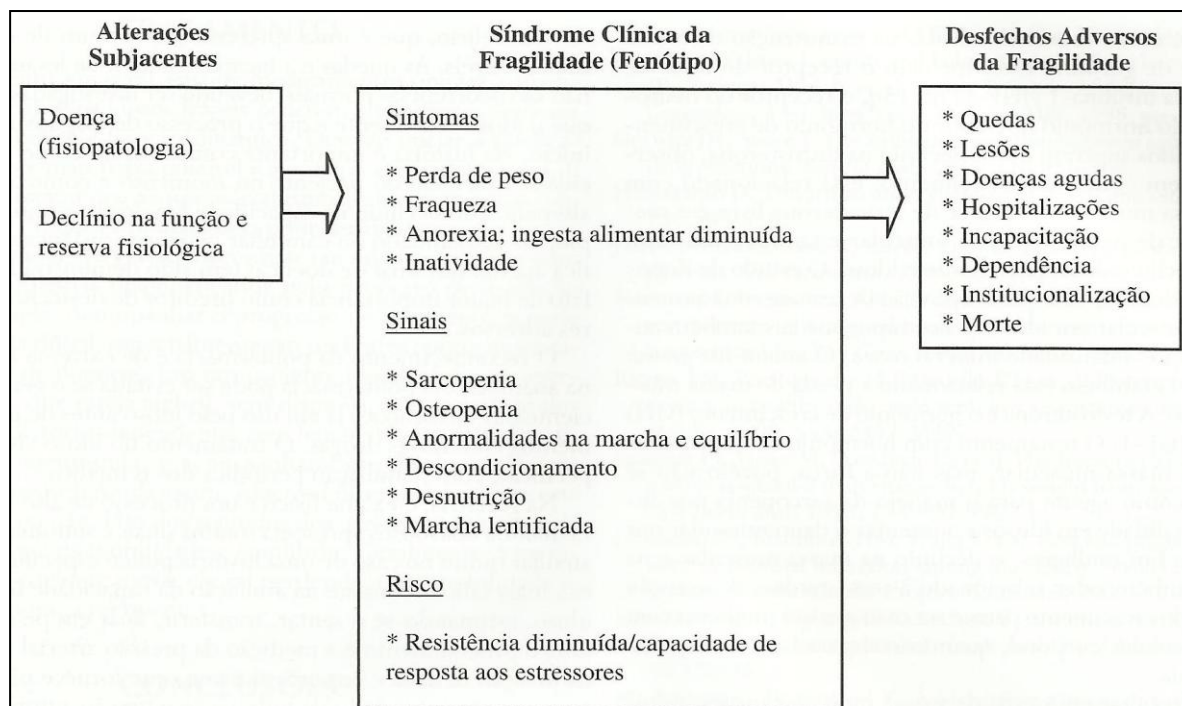 Alterações
Subjacentes
Doença
(fisiopatologia)
Declínio na função e
reserva fisiológica
Síndrome Clínica da
Fragilidade (Fenótipo)
Sintomas
* Perda de peso
* Fraqueza
* Anorexia; ingesta alimentar diminuída
* Inatividade
Sinais
* Sarcopenia
* Osteopenia
* Anormalidades na marcha e equilíbrio
* Descondicionamento
* Desnutrição
* Marcha lentificada
Risco
* Resistência diminuída/capacidade de
resposta aos estressores
Desfechos Adversos
da Fragilidade
* Quedas
* Lesões
* Doenças agudas
* Hospitalizações
* Incapacitação
* Dependência
* Institucionalização
* Morte